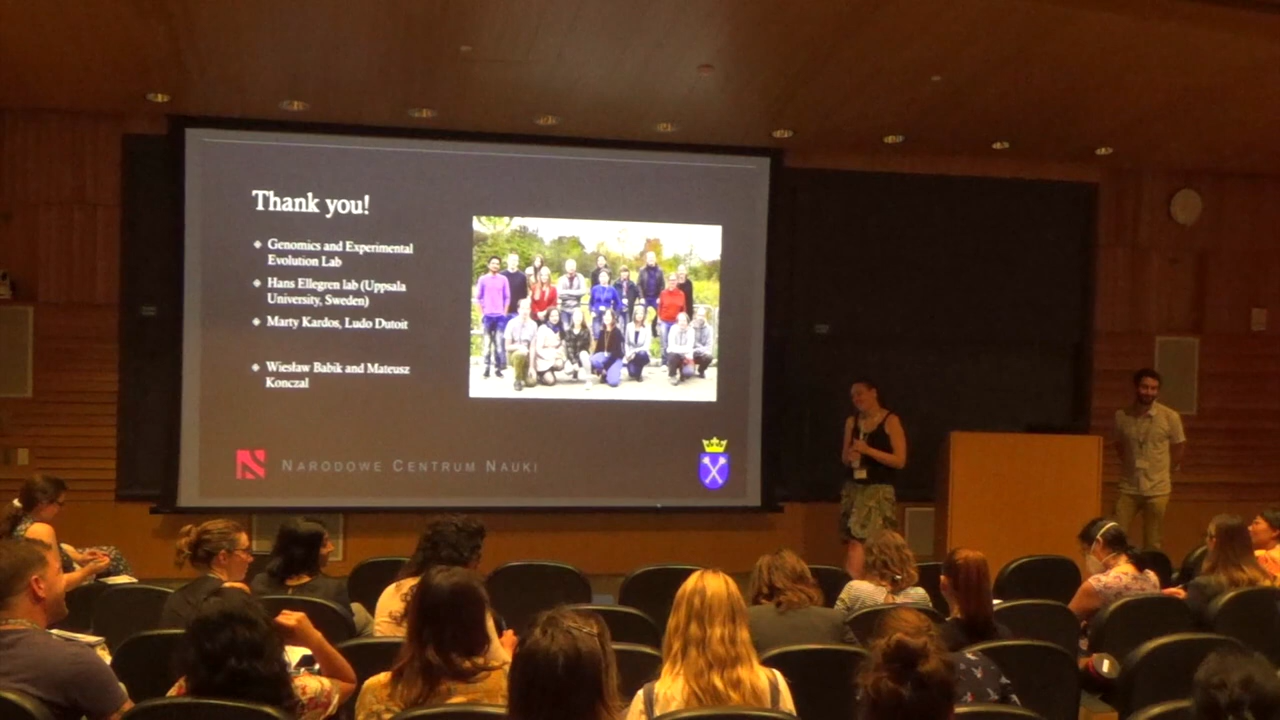 Thank you!
Genomics and Experimental
Evolution Lab
Hans Ellegren lab (Uppsala
University, Sweden)
Marty Kardos, Ludo Dutoit
Wiesław Babik and Mateusz
Konczal
NARODOWE CENTRUM NAUKI